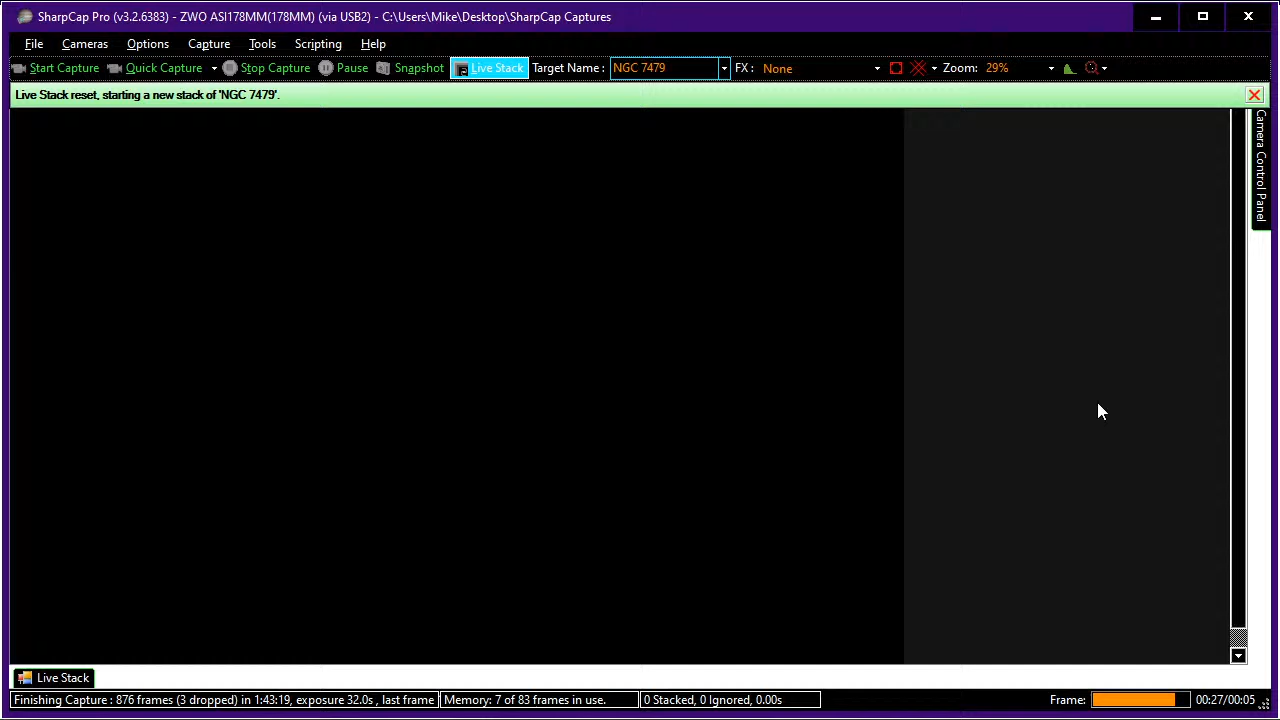 SharpCap Pro (v3.2.6383) - ZWO ASI178MM(178MM) (via USB2) - C:\Users\Mike\Desktop\SharpCap Captures
File Cameras Options Capture Tools Scripting Help
Start Capture Quick Capture Stop Capture Pause Snapshot Live Stack Target Name : NGC 7479 FX : None Zoom: 29%
Live Stack reset, starting a new stack of 'NGC 7479'.
Camera Control Panel
Live Stack
Finishing Capture : 876 frames (3 dropped) in 1:43:19, exposure 32.0s , last frame Memory: 7 of 83 frames in use. 0 Stacked, 0 Ignored, 0.00s Frame: 00:27/00:05